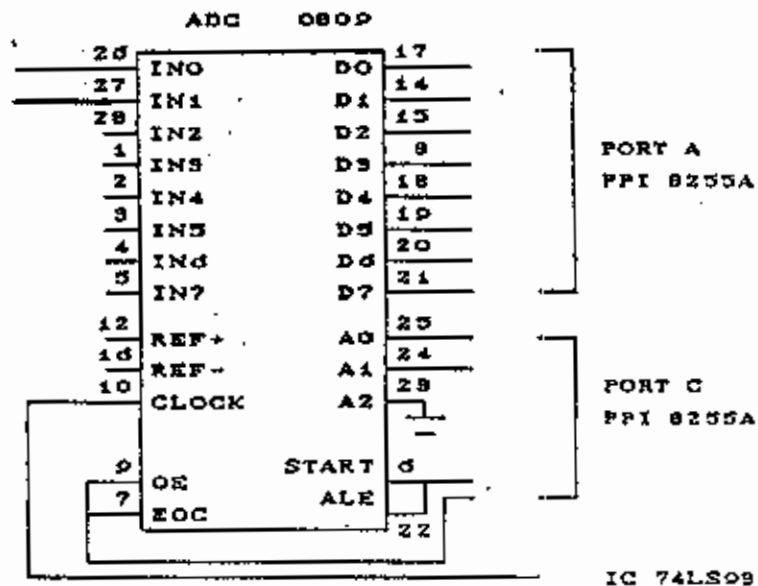 ADC 0809
26 IN0 D0 17
27 IN1 D1 14
28 IN2 D2 15
1 IN3 D3 8
2 IN4 D4 18
3 IN5 D5 19
4 IN6 D6 20
5 IN7 D7 21
PORT A
PPI 8255A
12 REF+ A0 25
16 REF- A1 24
10 CLOCK A2 23
PORT C
PPI 8255A
9 OE START 6
7 EOC ALE 22
IC 74LS93